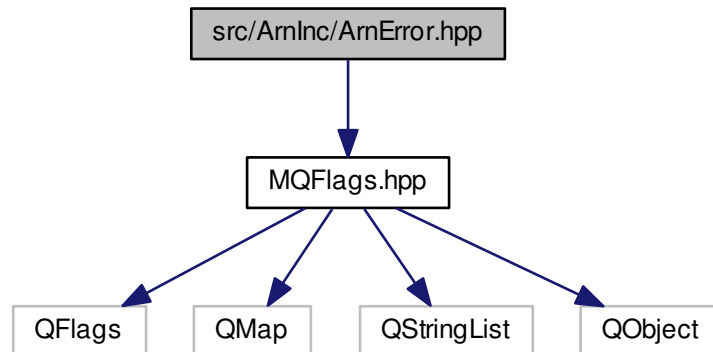 src/ArnInc/ArnError.hpp
MQFlags.hpp
QFlags
QMap
QStringList
QObject